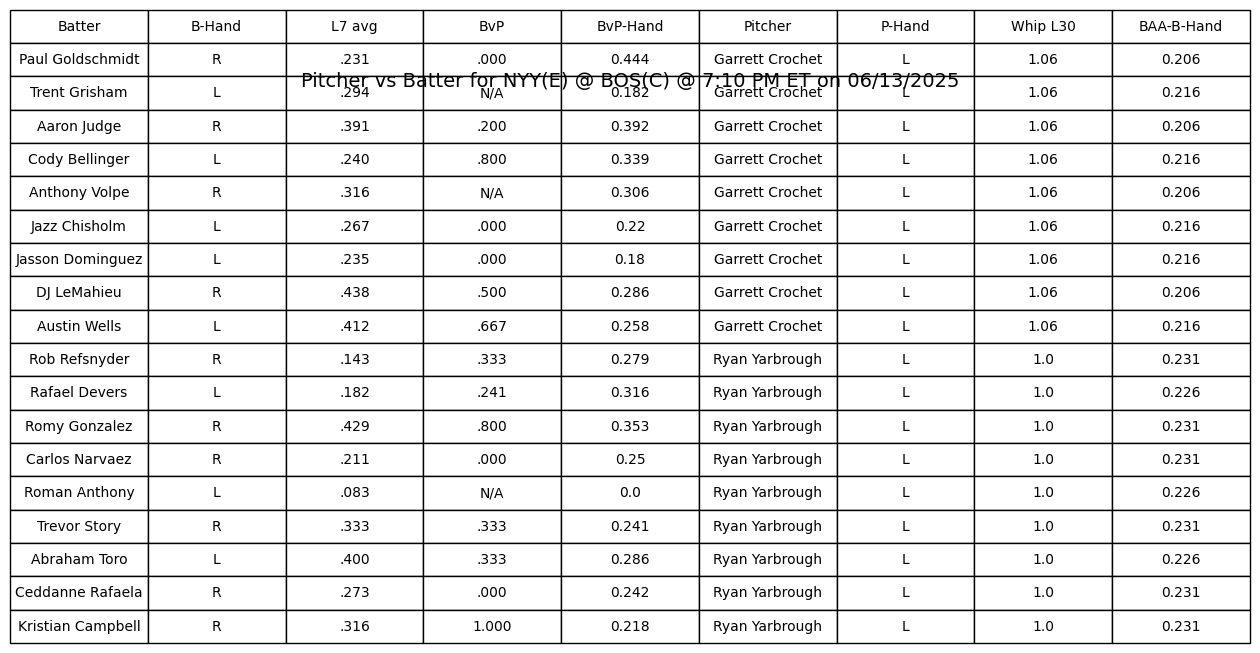 Batter B-Hand L7 avg BvP BvP-Hand Pitcher P-Hand Whip L30 BAA-B-Hand
Paul Goldschmidt R .231 .000 0.444 Garrett Crochet L 1.06 0.206
Pitcher vs Batter for NYY(E) @ BOS(C) @ 7:10 PM ET on 06/13/2025
Trent Grisham L .294 N/A 0.182 Garrett Crochet L 1.06 0.216
Aaron Judge R .391 .200 0.392 Garrett Crochet L 1.06 0.206
Cody Bellinger L .240 .800 0.339 Garrett Crochet L 1.06 0.216
Anthony Volpe R .316 N/A 0.306 Garrett Crochet L 1.06 0.206
Jazz Chisholm L .267 .000 0.22 Garrett Crochet L 1.06 0.216
Jasson Dominguez L .235 .000 0.18 Garrett Crochet L 1.06 0.216
DJ LeMahieu R .438 .500 0.286 Garrett Crochet L 1.06 0.206
Austin Wells L .412 .667 0.258 Garrett Crochet L 1.06 0.216
Rob Refsnyder R .143 .333 0.279 Ryan Yarbrough L 1.0 0.231
Rafael Devers L .182 .241 0.316 Ryan Yarbrough L 1.0 0.226
Romy Gonzalez R .429 .800 0.353 Ryan Yarbrough L 1.0 0.231
Carlos Narvaez R .211 .000 0.25 Ryan Yarbrough L 1.0 0.231
Roman Anthony L .083 N/A 0.0 Ryan Yarbrough L 1.0 0.226
Trevor Story R .333 .333 0.241 Ryan Yarbrough L 1.0 0.231
Abraham Toro L .400 .333 0.286 Ryan Yarbrough L 1.0 0.226
Ceddanne Rafaela R .273 .000 0.242 Ryan Yarbrough L 1.0 0.231
Kristian Campbell R .316 1.000 0.218 Ryan Yarbrough L 1.0 0.231